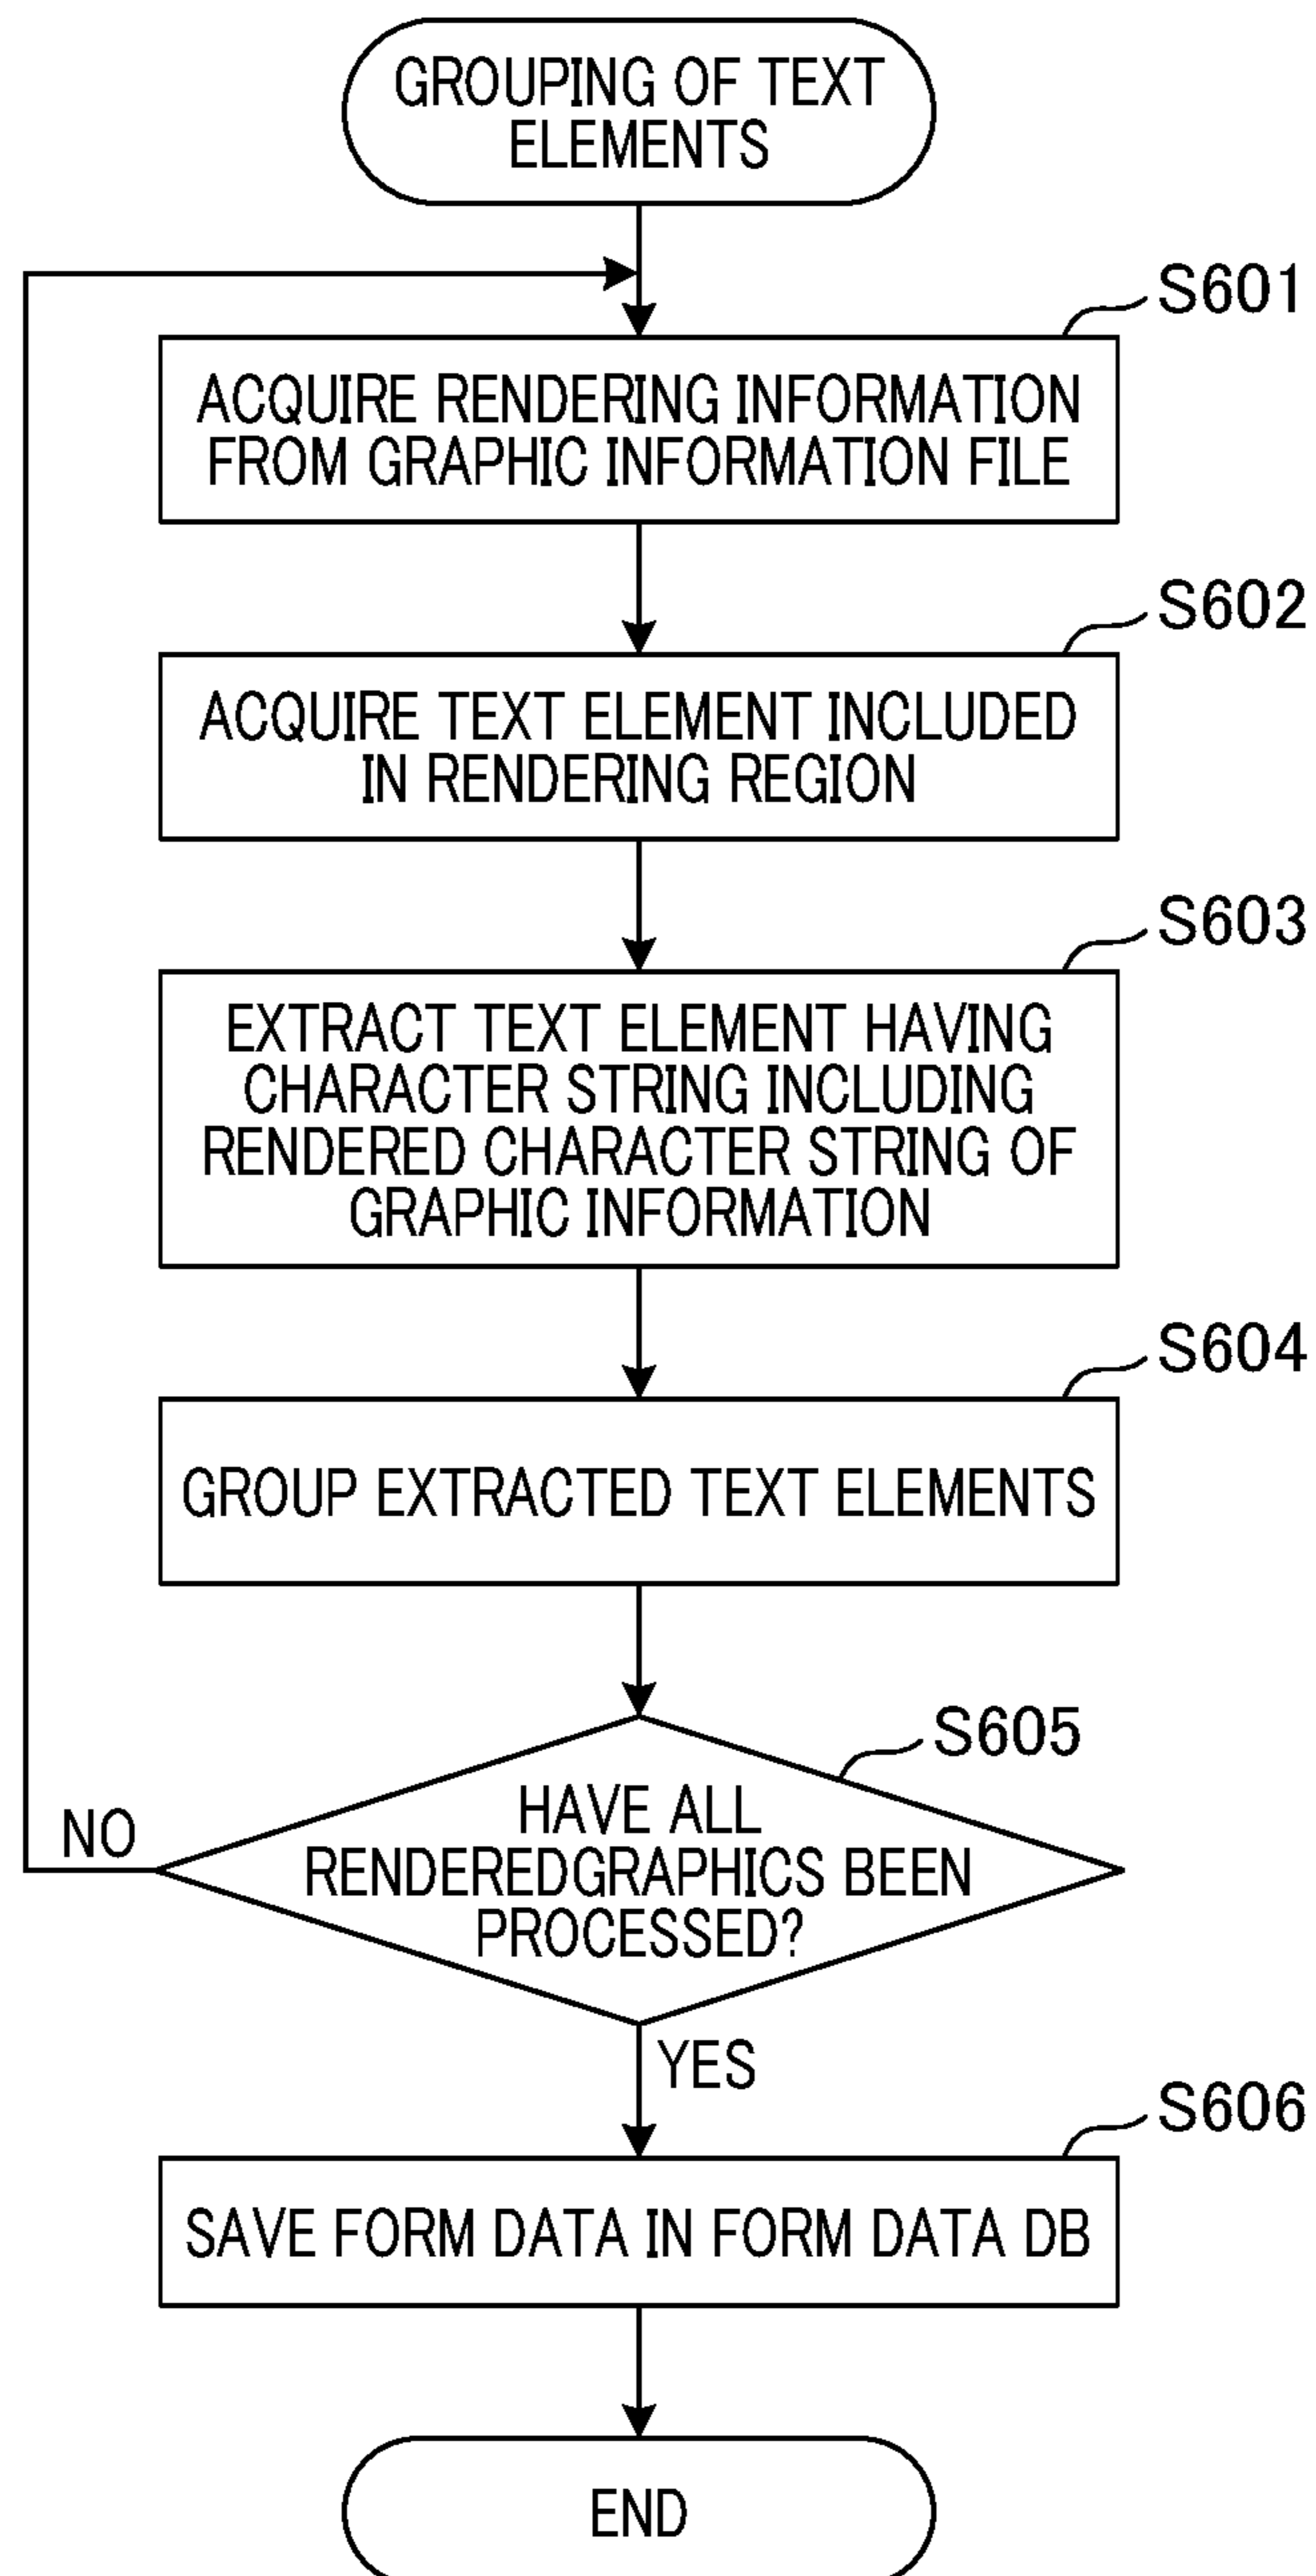 GROUPING OF TEXT
ELEMENTS
S601
ACQUIRE RENDERING INFORMATION
FROM GRAPHIC INFORMATION FILE
S602
ACQUIRE TEXT ELEMENT INCLUDED
IN RENDERING REGION
S603
EXTRACT TEXT ELEMENT HAVING
CHARACTER STRING INCLUDING
RENDERED CHARACTER STRING OF
GRAPHIC INFORMATION
S604
GROUP EXTRACTED TEXT ELEMENTS
S605
HAVE ALL
RENDEREDGRAPHICS BEEN
PROCESSED?
NO
YES
S606
SAVE FORM DATA IN FORM DATA DB
END